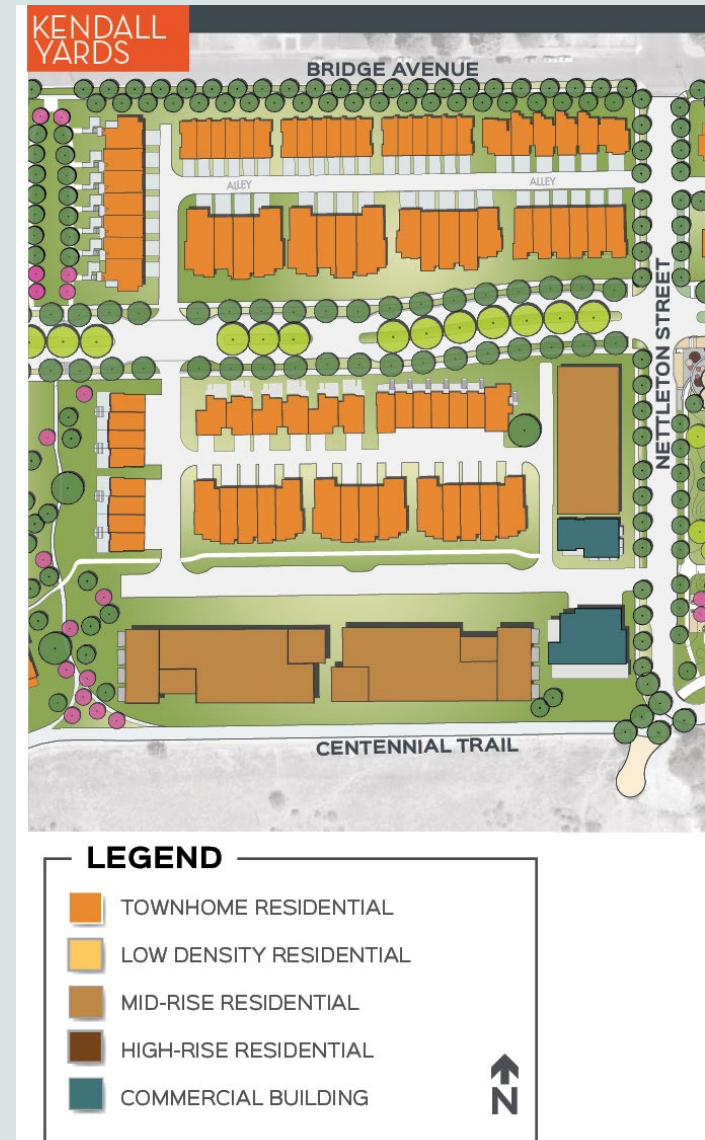 KENDALL
YARDS
BRIDGE AVENUE
ALLEY
ALLEY
NETTLETON STREET
CENTENNIAL TRAIL
LEGEND
TOWNHOME RESIDENTIAL
LOW DENSITY RESIDENTIAL
MID-RISE RESIDENTIAL
HIGH-RISE RESIDENTIAL
COMMERCIAL BUILDING
N